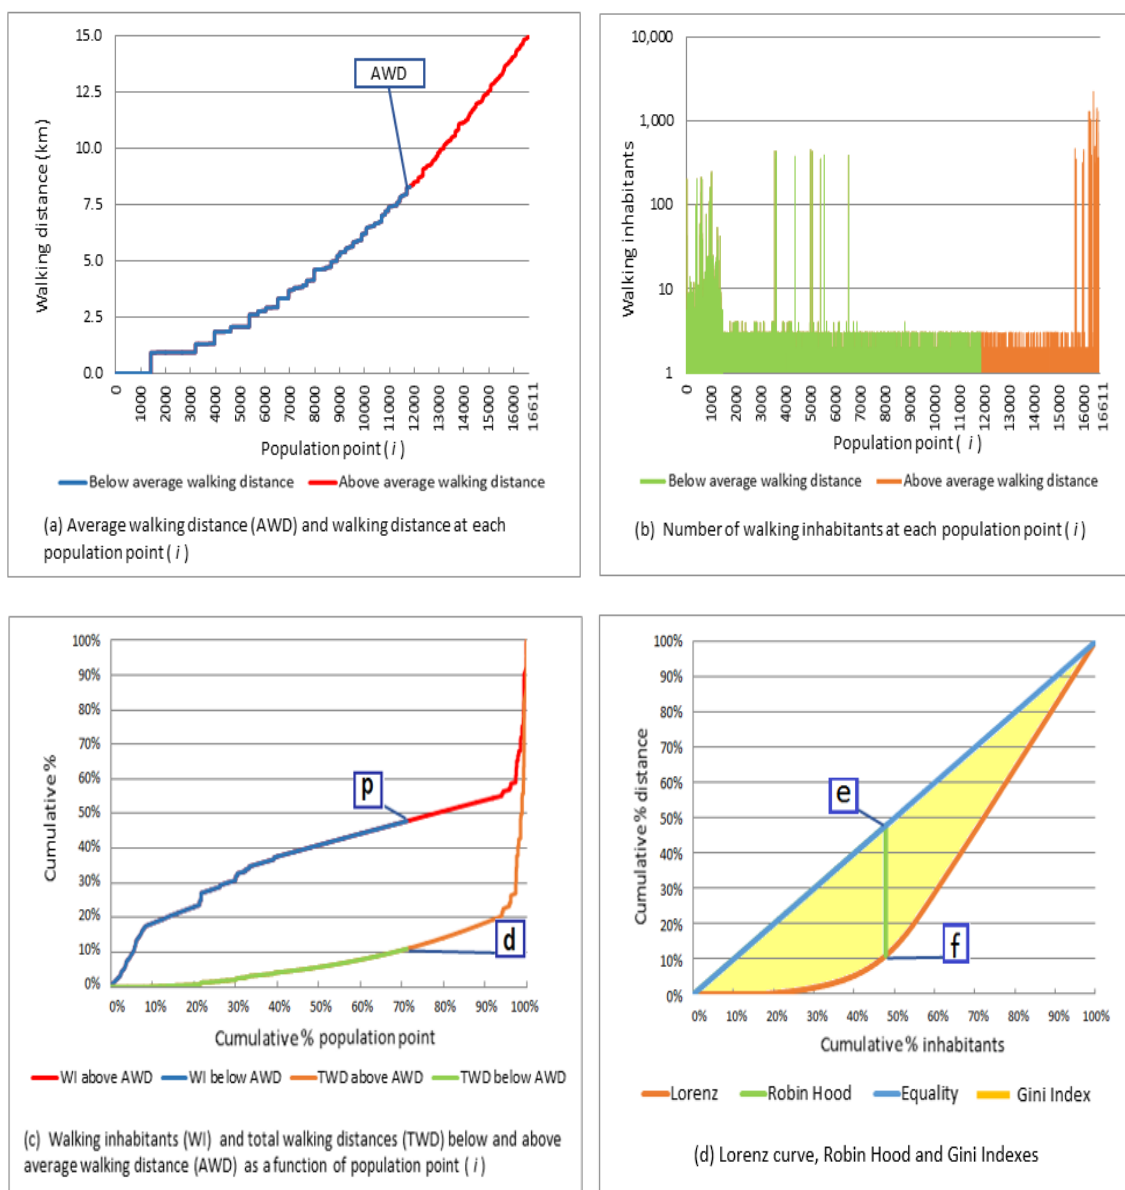 15.0
12.5
10.0
7.5
5.0
2.5
0.0
Walking distance (km)
AWD
0
1000
2000
3000
4000
5000
6000
7000
8000
9000
10000
11000
12000
13000
14000
15000
16000
16611
Population point ( i )
Below average walking distance Above average walking distance
(a) Average walking distance (AWD) and walking distance at each
population point ( i )
10,000
1,000
100
10
1
Walking inhabitants
0
1000
2000
3000
4000
5000
6000
7000
8000
9000
10000
11000
12000
13000
14000
15000
16000
16611
Population point ( i )
Below average walking distance Above average walking distance
(b) Number of walking inhabitants at each population point ( i )
100%
90%
80%
70%
60%
50%
40%
30%
20%
10%
0%
Cumulative %
p
d
0% 10% 20% 30% 40% 50% 60% 70% 80% 90% 100%
Cumulative % population point
WI above AWD WI below AWD TWD above AWD TWD below AWD
(c) Walking inhabitants (WI) and total walking distances (TWD) below and above
average walking distance (AWD) as a function of population point ( i )
100%
90%
80%
70%
60%
50%
40%
30%
20%
10%
0%
Cumulative % distance
e
f
0% 10% 20% 30% 40% 50% 60% 70% 80% 90% 100%
Cumulative % inhabitants
Lorenz Robin Hood Equality Gini Index
(d) Lorenz curve, Robin Hood and Gini Indexes